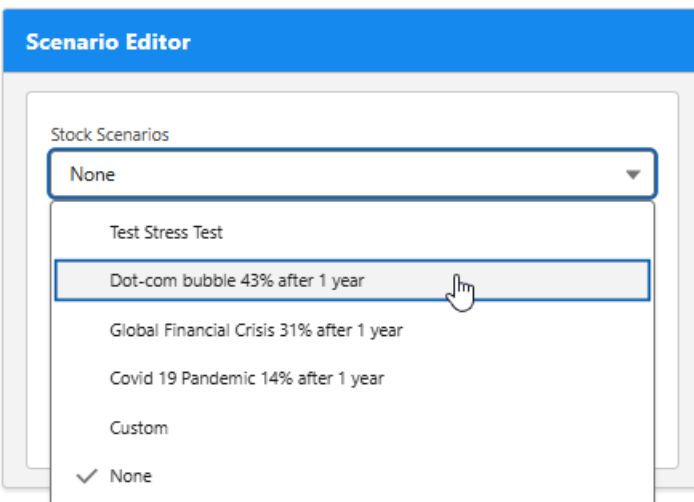 Scenario Editor
Stock Scenarios
None
Test Stress Test
Dot-com bubble 43% after 1 year
Global Financial Crisis 31% after 1 year
Covid 19 Pandemic 14% after 1 year
Custom
None